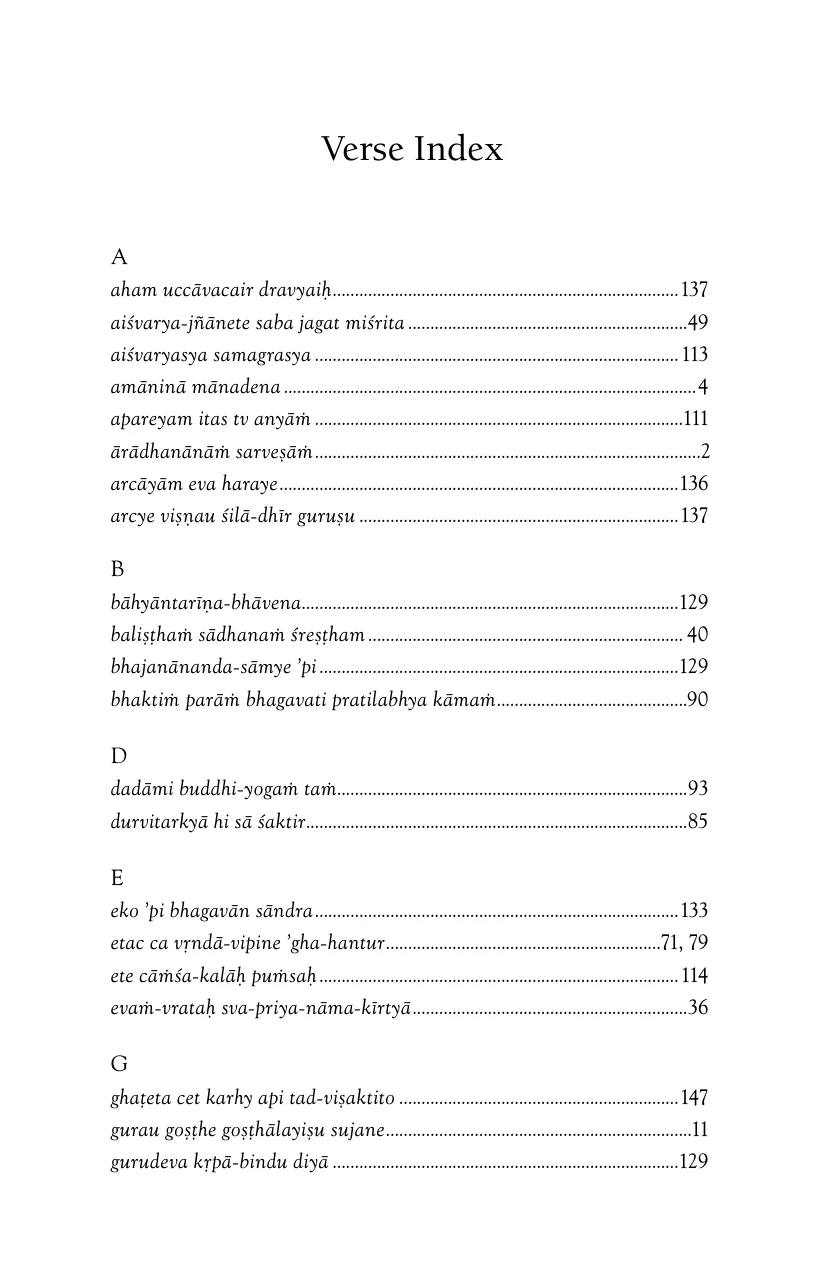 Verse Index
A
aham uccāvacair dravyaiḥ................................................................................137
aiśvarya-jñānete saba jagat miśrita ................................................................49
aiśvaryasya samagrasya ................................................................................ 113
amāninā mānadena ................................................................................4
apareyam itas tv anyāṁ ................................................................................111
ārādhanānāṁ sarveṣāṁ................................................................................2
arcāyām eva haraye................................................................................136
arcye viṣṇau śilā-dhīr guruṣu ................................................................137
B
bāhyāntarīṇa-bhāvena................................................................................129
baliṣṭhaṁ sādhanaṁ śreṣṭham ................................................................ 40
bhajanānanda-sāmye ’pi ................................................................................129
bhaktiṁ parāṁ bhagavati pratilabhya kāmaṁ........................................90
D
dadāmi buddhi-yogaṁ taṁ................................................................................93
durvitarkyā hi sā śaktir................................................................................85
E
eko ’pi bhagavān sāndra................................................................................133
etac ca vṛndā-vipine ’gha-hantur................................................................71, 79
ete cāṁśa-kalāḥ puṁsaḥ................................................................................ 114
evaṁ-vrataḥ sva-priya-nāma-kīrtyā................................................................36
G
ghaṭeta cet karhy api tad-viṣaktito ................................................................147
gurau goṣṭhe goṣṭhālayiṣu sujane................................................................11
gurudeva kṛpā-bindu diyā ................................................................................129